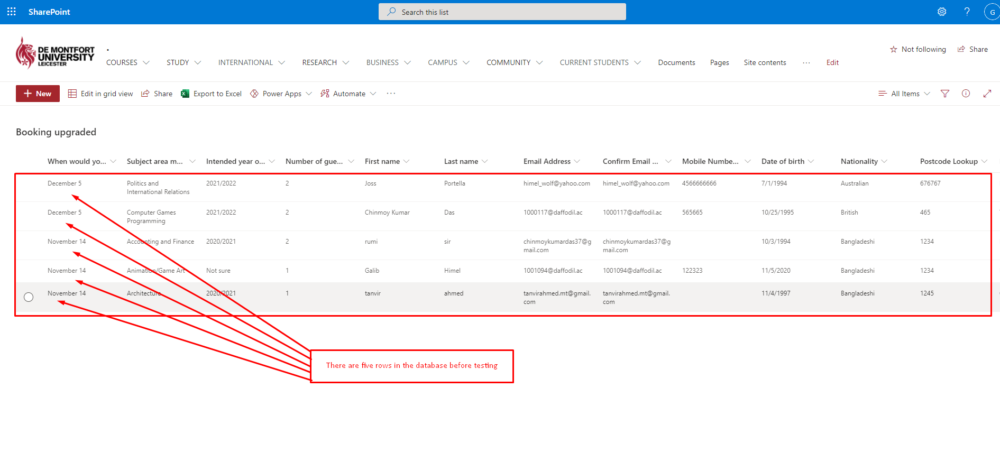 SharePoint
Search this list
G
DE MONTFORT
UNIVERSITY
LEICESTER
.
Not following
Share
COURSES STUDY INTERNATIONAL RESEARCH BUSINESS CAMPUS COMMUNITY CURRENT STUDENTS Documents Pages Site contents ... Edit
+ New Edit in grid view Share Export to Excel Power Apps Automate ... All Items
Booking upgraded
When would yo... Subject area m... Intended year o... Number of gue... First name Last name Email Address Confirm Email ... Mobile Numbe... Date of birth Nationality Postcode Lookup
December 5 Politics and 2021/2022 2 Joss Portella himel_wolf@yahoo.com himel_wolf@yahoo.com 4566666666 7/1/1994 Australian 676767
International Relations
December 5 Computer Games 2021/2022 2 Chinmoy Kumar Das 1000117@daffodil.ac 1000117@daffodil.ac 565665 10/25/1995 British 465
Programming
November 14 Accounting and Finance 2020/2021 2 rumi sir chinmoykumardas37@g chinmoykumardas37@g 10/3/1994 Bangladeshi 1234
mail.com mail.com
November 14 Animation/Game Art Not sure 1 Galib Himel 1001094@daffodil.ac 1001094@daffodil.ac 122323 11/5/2020 Bangladeshi 1234
November 14 Architecture 2020/2021 1 tanvir ahmed tanvirahmed.mt@gmail. tanvirahmed.mt@gmail. 11/4/1997 Bangladeshi 1245
com com
There are five rows in the database before testing